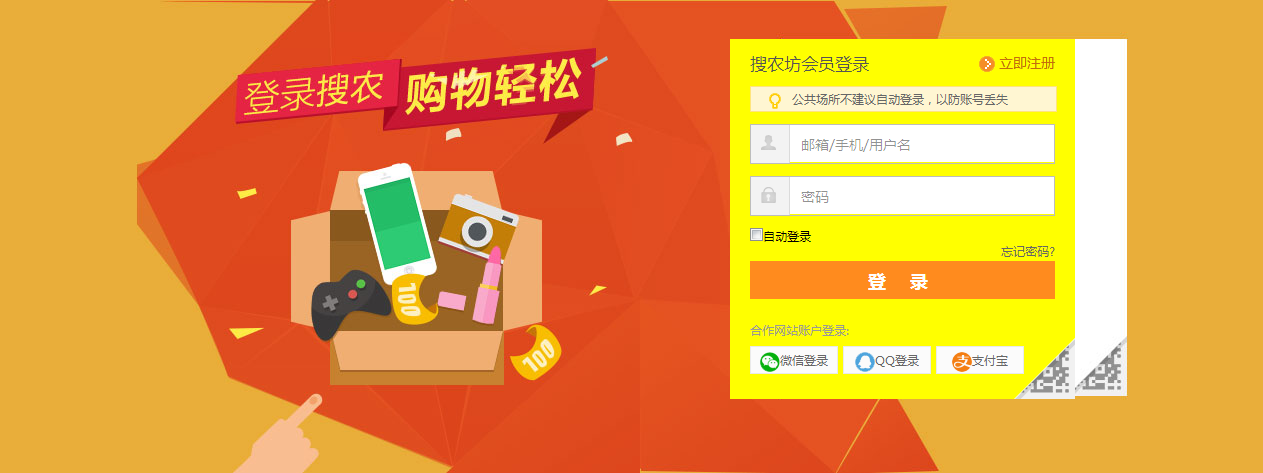 登录搜农
购物轻松
100
100
搜农坊会员登录
立即注册
公共场所不建议自动登录，以防账号丢失
邮箱/手机/用户名
密码
自动登录
忘记密码?
登 录
合作网站账户登录:
微信登录
QQ登录
支付宝